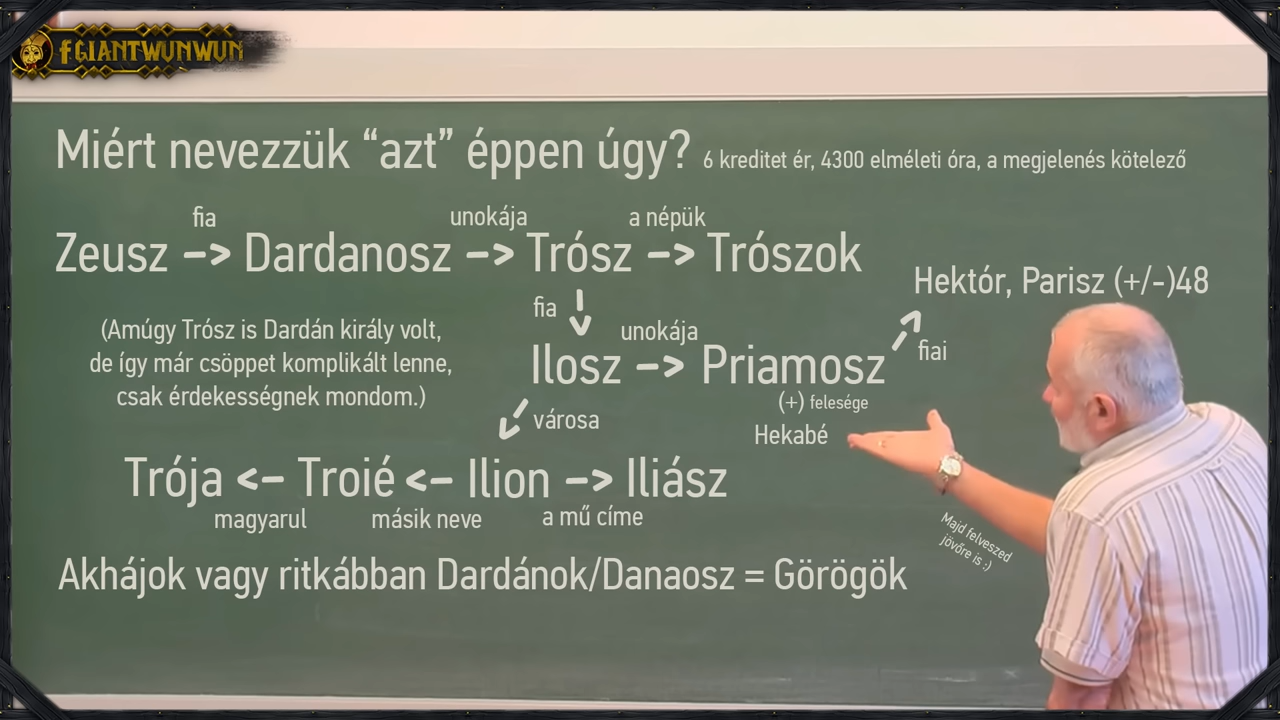 FGIANTWUNWUN
Miért nevezzük “azt” éppen úgy? 6 kreditet ér, 4300 elméleti óra, a megjelenés kötelező
fia unokája a népük
Zeusz –> Dardanosz –> Trósz –> Trószok
Hektór, Parisz (+/-)48
fia unokája fiai
(Amúgy Trósz is Dardán király volt,
de így már csöppet komplikált lenne,
csak érdekességnek mondom.)
Ilosz –> Priamosz
(+) felesége
városa Hekabé
Trója <– Troié <– Ilion –> Iliász
magyarul másik neve a mű címe
Majd felveszed
jövőre is :)
Akhájok vagy ritkábban Dardánok/Danaosz = Görögök